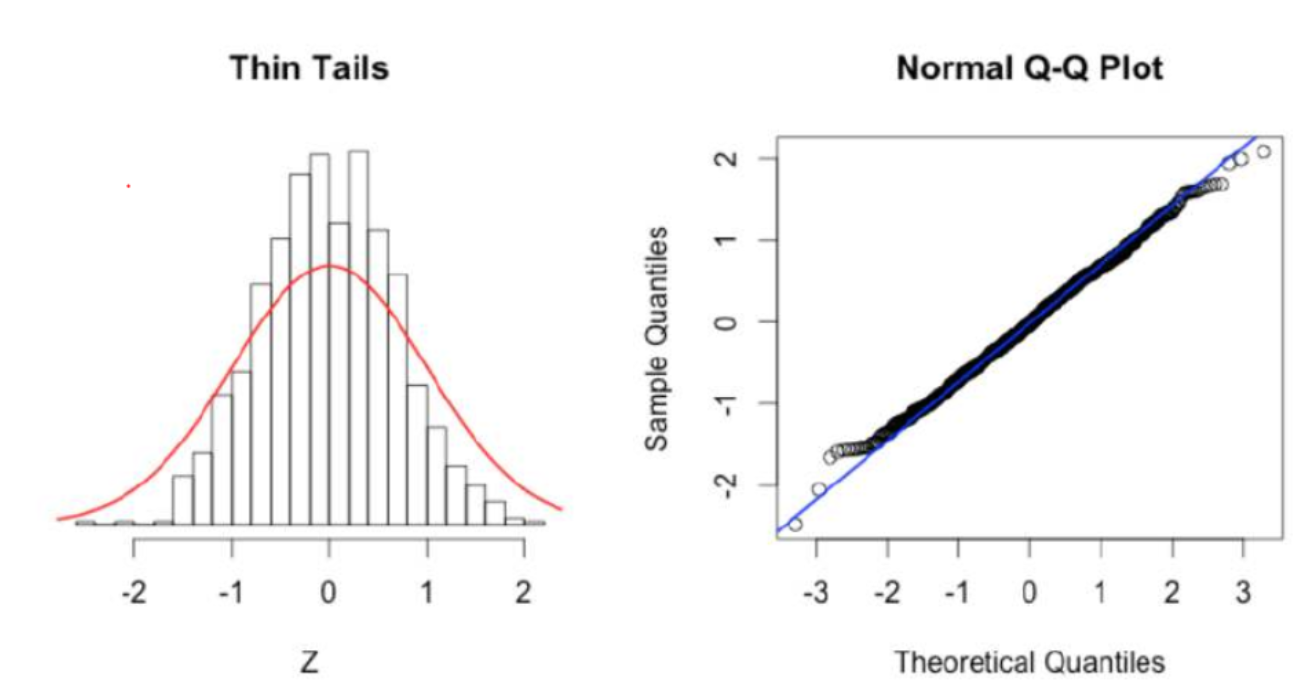 Thin Tails
-2 -1 0 1 2
Z
Normal Q-Q Plot
Sample Quantiles
2
1
0
-1
-2
-3 -2 -1 0 1 2 3
Theoretical Quantiles